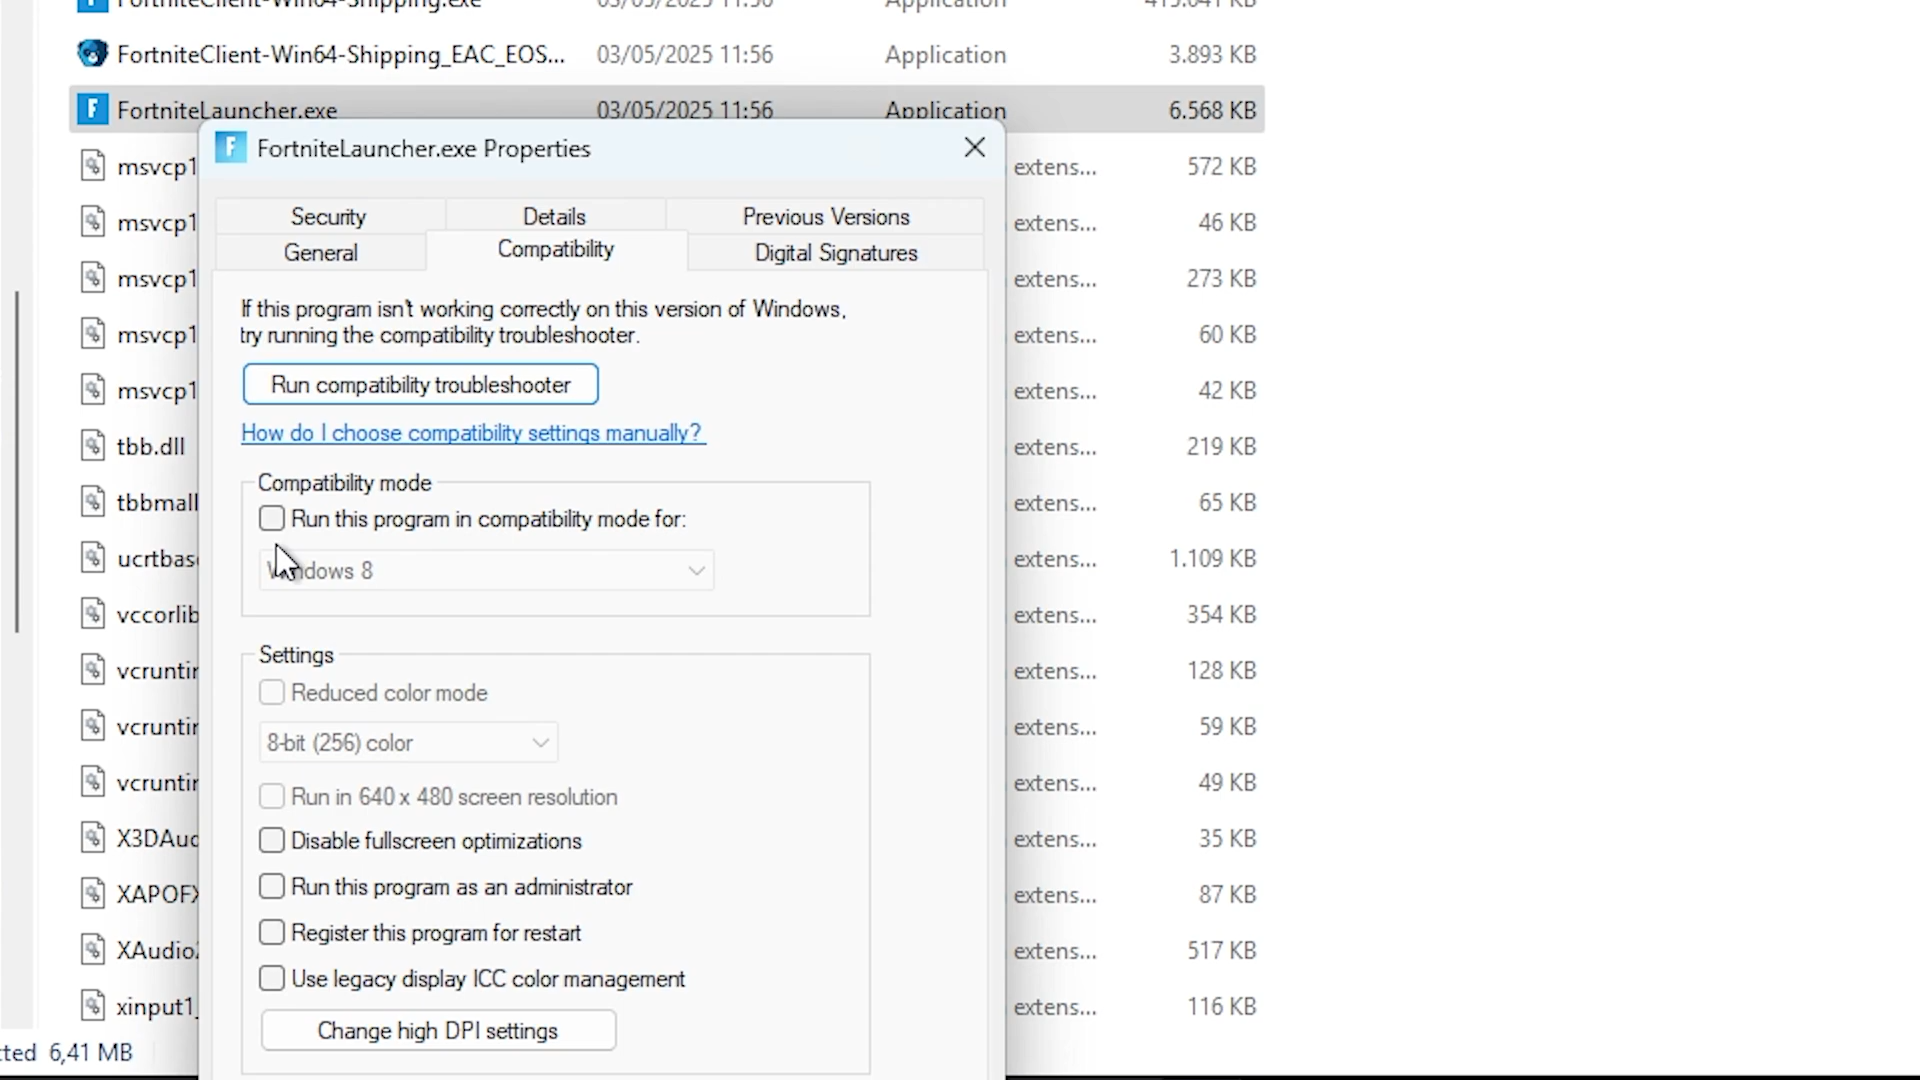 FortniteClient-Win64-Shipping.exe 03/05/2025 11:56 Application 415.041 KB
FortniteClient-Win64-Shipping_EAC_EOS... 03/05/2025 11:56 Application 3.893 KB
FortniteLauncher.exe 03/05/2025 11:56 Application 6.568 KB
FortniteLauncher.exe Properties
msvcp1 extens... 572 KB
Security Details Previous Versions
msvcp1 extens... 46 KB
General Compatibility Digital Signatures
msvcp1 extens... 273 KB
If this program isn't working correctly on this version of Windows,
try running the compatibility troubleshooter.
msvcp1 extens... 60 KB
Run compatibility troubleshooter
msvcp1 extens... 42 KB
How do I choose compatibility settings manually?
tbb.dll extens... 219 KB
Compatibility mode
tbbmall extens... 65 KB
Run this program in compatibility mode for:
ucrtbas extens... 1.109 KB
Windows 8
vccorlib extens... 354 KB
Settings
vcruntir extens... 128 KB
Reduced color mode
vcruntir extens... 59 KB
8-bit (256) color
vcruntir extens... 49 KB
Run in 640 x 480 screen resolution
X3DAuc extens... 35 KB
Disable fullscreen optimizations
XAPOFX extens... 87 KB
Run this program as an administrator
Register this program for restart
XAudio2 extens... 517 KB
Use legacy display ICC color management
xinput1_ extens... 116 KB
Change high DPI settings
cted 6,41 MB